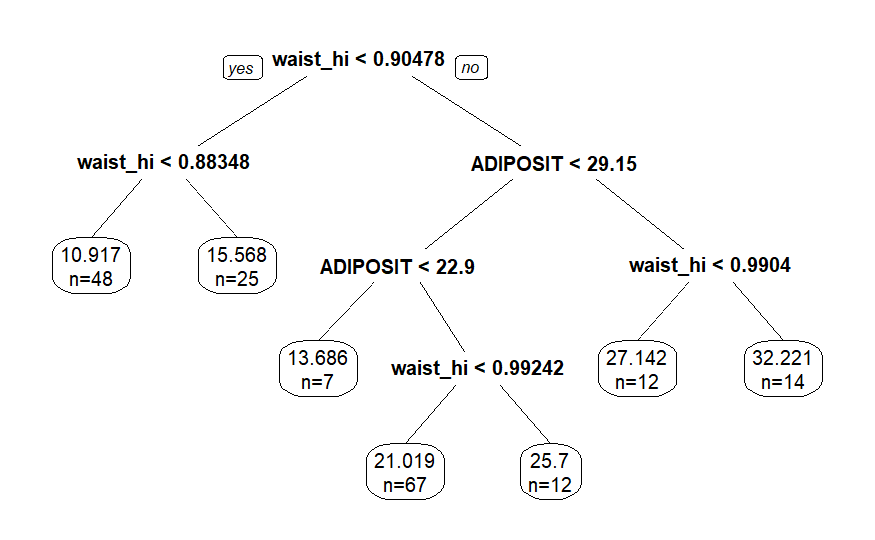 yes waist_hi < 0.90478 no
waist_hi < 0.88348
ADIPOSIT < 29.15
10.917
n=48
15.568
n=25
ADIPOSIT < 22.9
waist_hi < 0.9904
13.686
n=7
waist_hi < 0.99242
27.142
n=12
32.221
n=14
21.019
n=67
25.7
n=12